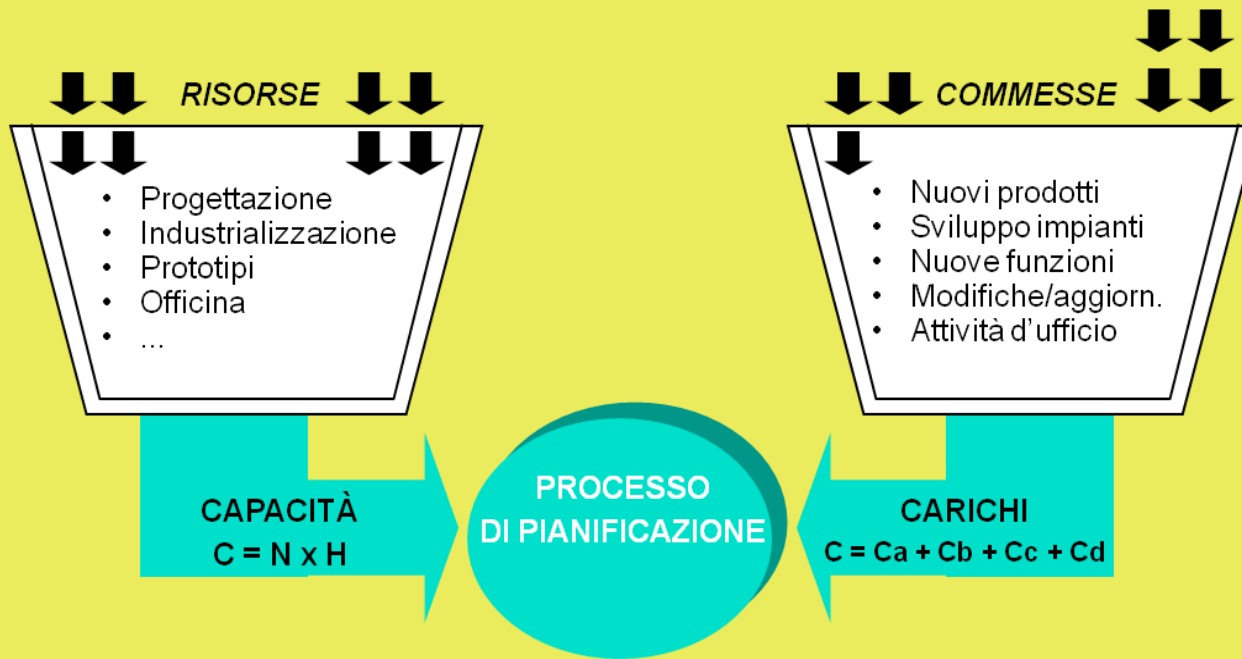 RISORSE
• Progettazione
• Industrializzazione
• Prototipi
• Officina
• ...
COMMESSE
• Nuovi prodotti
• Sviluppo impianti
• Nuove funzioni
• Modifiche/aggiorn.
• Attività d'ufficio
CAPACITÀ
C = N x H
PROCESSO
DI PIANIFICAZIONE
CARICHI
C = Ca + Cb + Cc + Cd